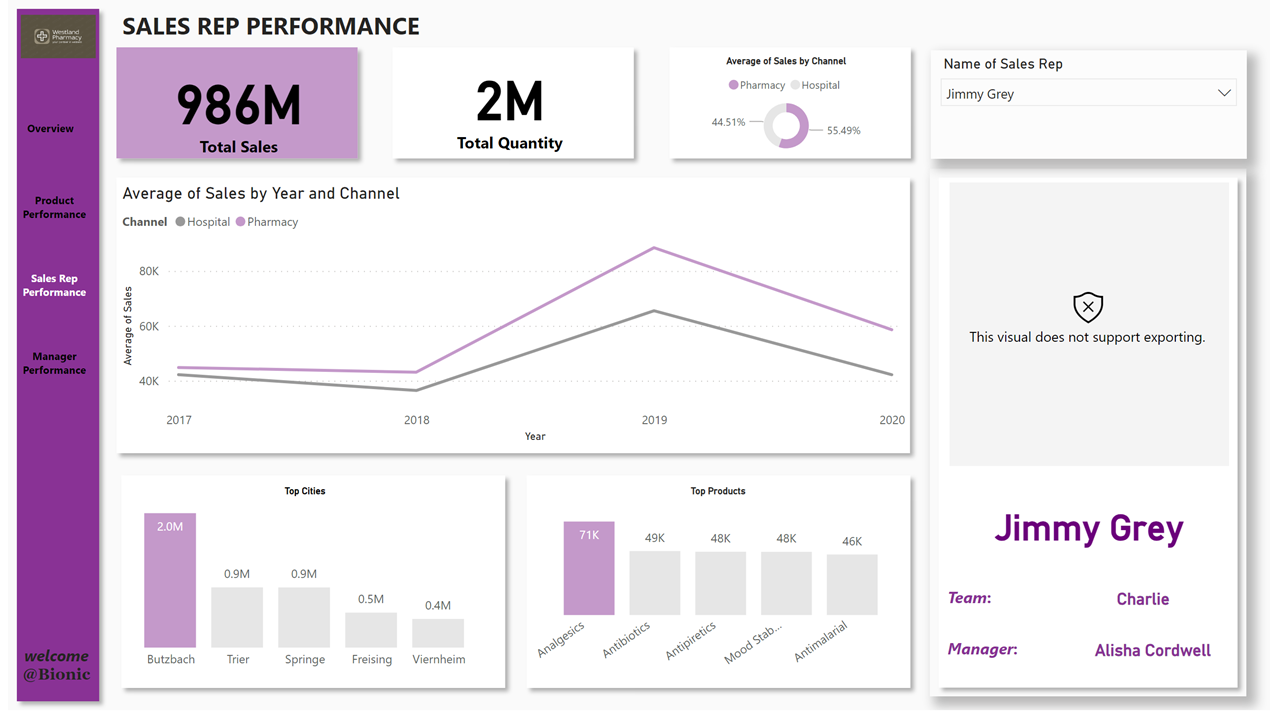 Westland
Pharmacy
SALES REP PERFORMANCE
Overview
Product
Performance
Sales Rep
Performance
Manager
Performance
welcome
@Bionic
986M
Total Sales
2M
Total Quantity
Average of Sales by Channel
Pharmacy Hospital
44.51%
55.49%
Name of Sales Rep
Jimmy Grey
Average of Sales by Year and Channel
Channel Hospital Pharmacy
Average of Sales
80K
60K
40K
2017 2018 2019 2020
Year
This visual does not support exporting.
Top Cities
2.0M
0.9M
0.9M
0.5M
0.4M
Butzbach Trier Springe Freising Viernheim
Top Products
71K
49K
48K
48K
46K
Analgesics Antibiotics Antipiretics Mood Stab... Antimalarial
Jimmy Grey
Team: Charlie
Manager: Alisha Cordwell